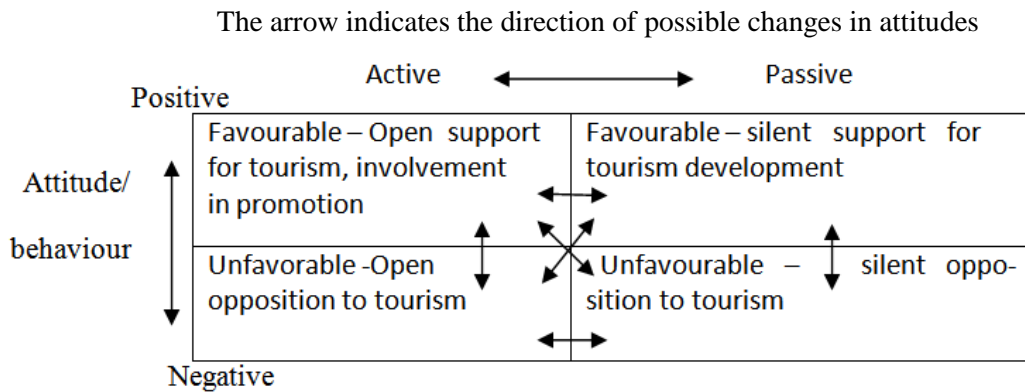 The arrow indicates the direction of possible changes in attitudes
Active Passive
Positive
Favourable – Open support
for tourism, involvement
in promotion
Favourable – silent support for
tourism development
Attitude/
behaviour
Unfavorable -Open
opposition to tourism
Unfavourable – silent oppo-
sition to tourism
Negative